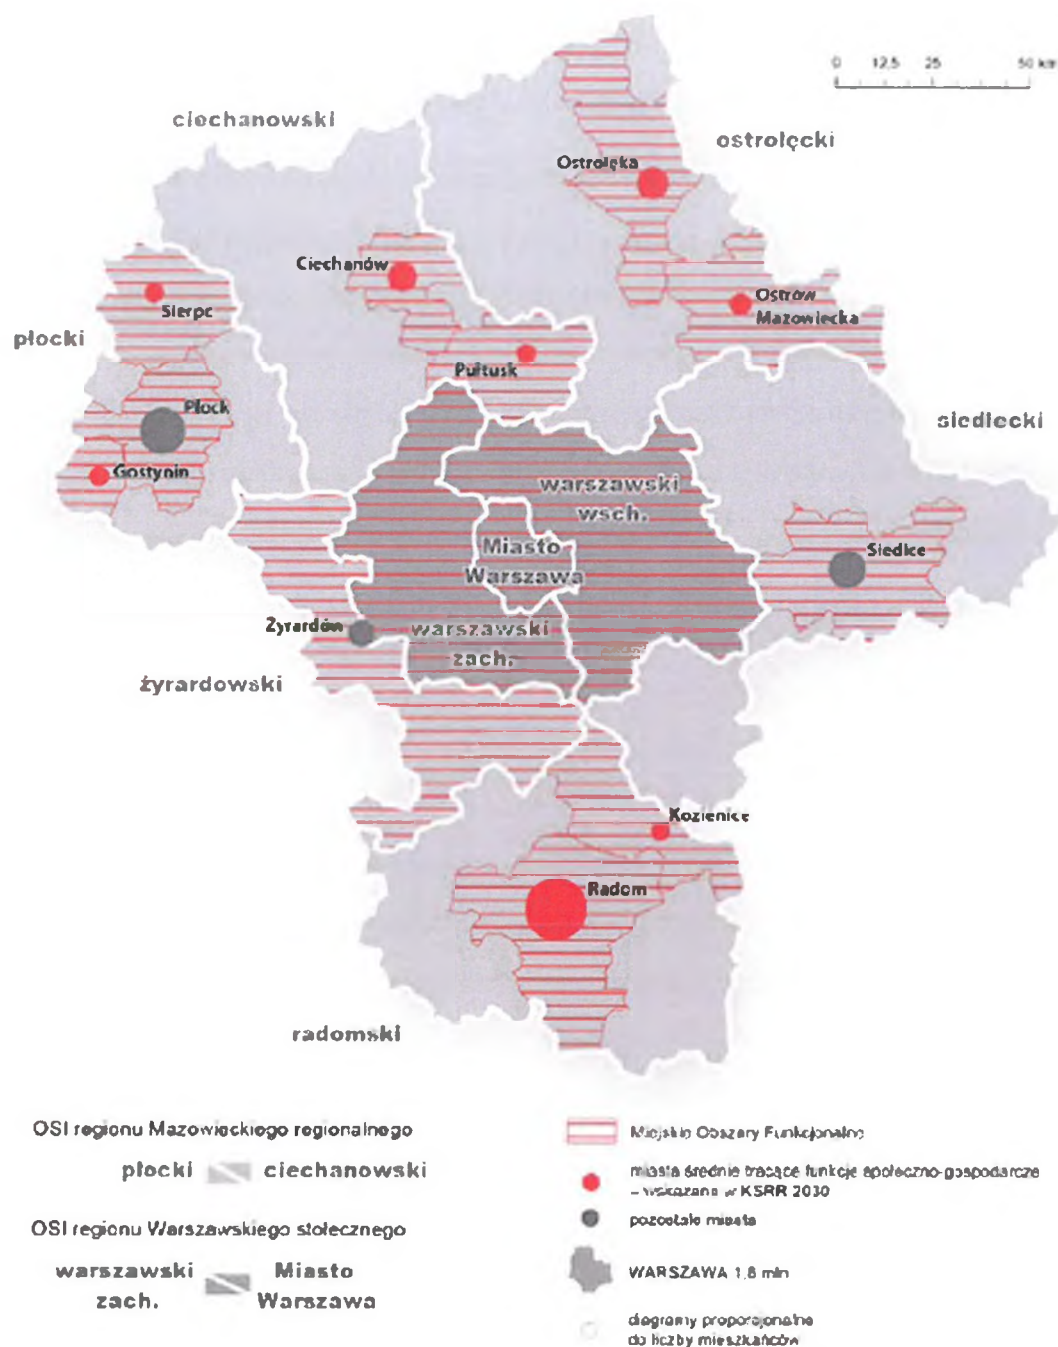 0 12,5 25 50 km
ciechanowski
ostrołęcki
Ostrołęka
Ciechanów
Sierpc
Ostrów
Mazowiecka
płocki
Pułtusk
Płock
siedlecki
Gostynin
warszawski
wsch.
Miasto
Warszawa
Siedlce
Żyrardów
warszawski
zach.
żyrardowski
Kozienice
Radom
radomski
OSI regionu Mazowieckiego regionalnego
płocki ciechanowski
OSI regionu Warszawskiego stołecznego
warszawski
zach.
Miasto
Warszawa
Miejskie Obszary Funkcjonalne
miasta średnie tracące funkcje społeczno-gospodarcze
– wskazane w KSRR 2030
pozostałe miasta
WARSZAWA 1,8 mln
diagramy proporcjonalne
do liczby mieszkańców